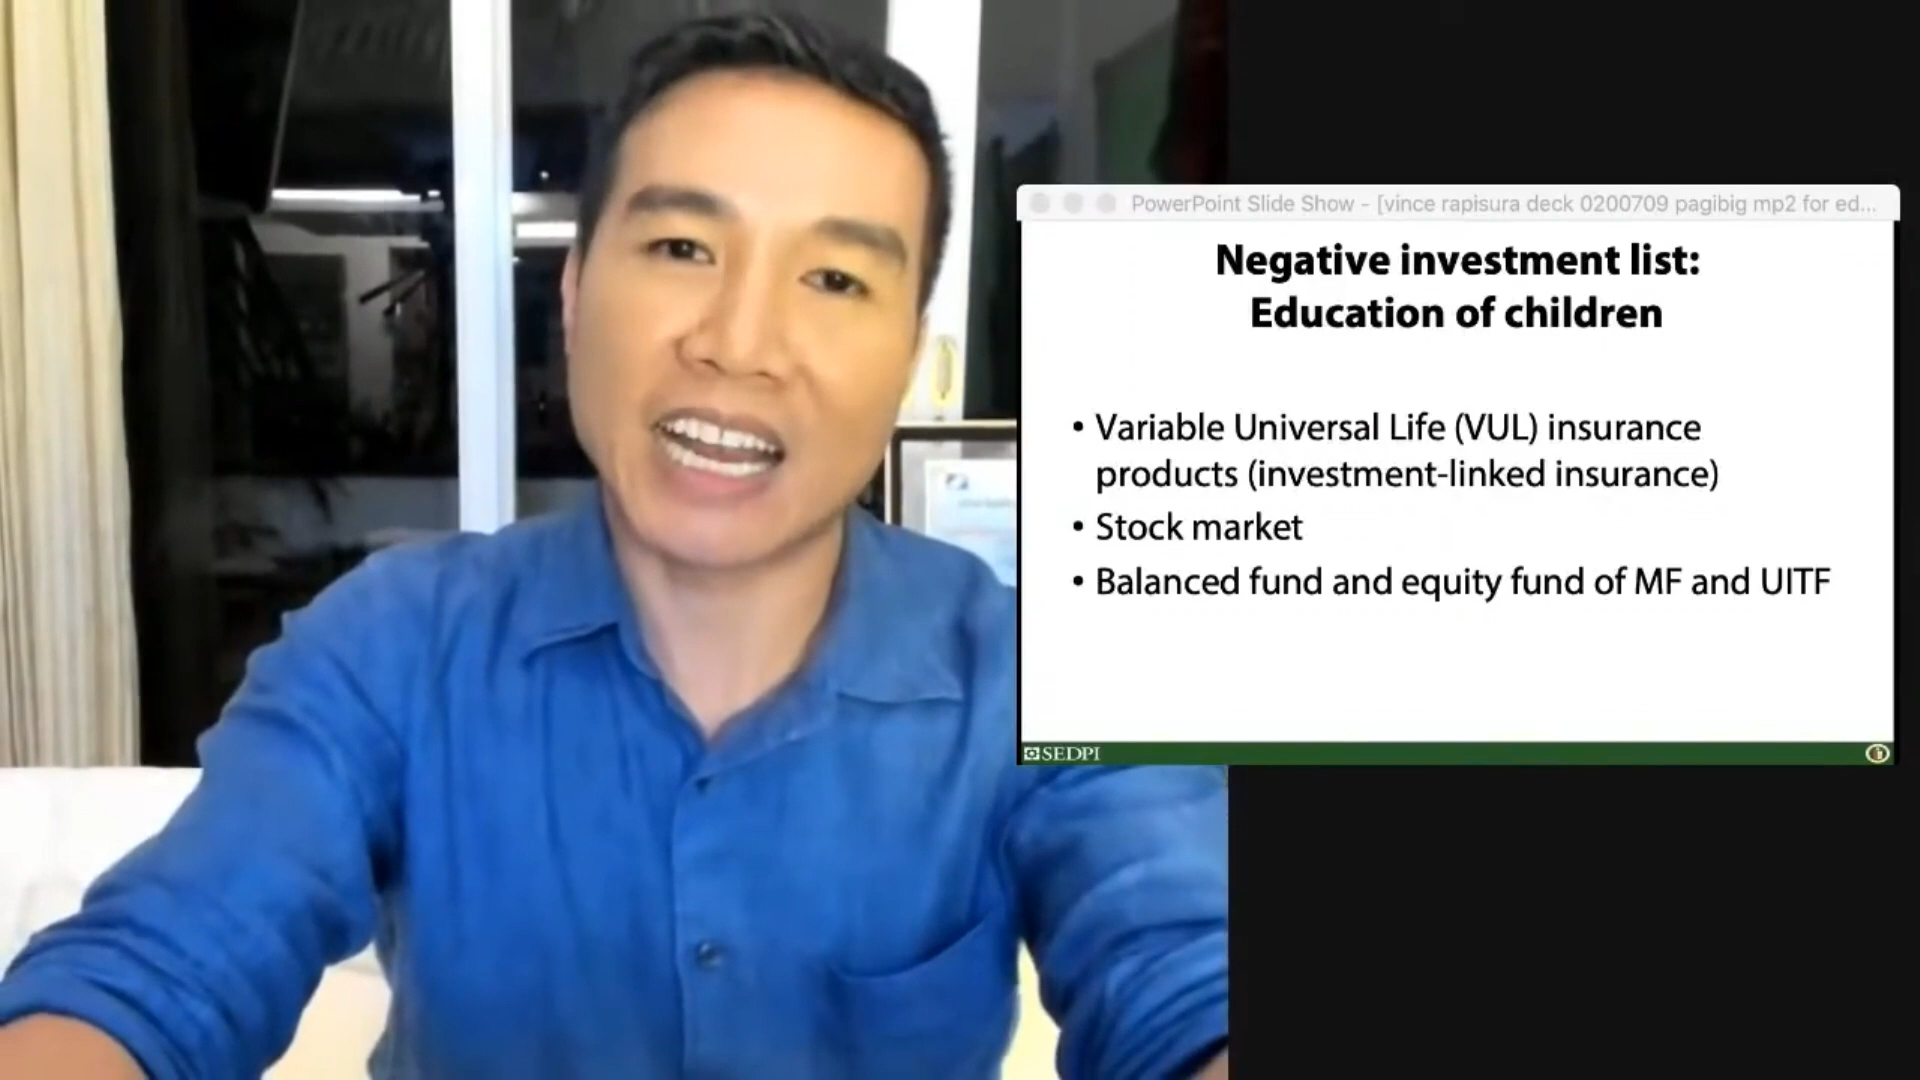 PowerPoint Slide Show - [vince rapisura deck 0200709 pagibig mp2 for ed...
Negative investment list:
Education of children
• Variable Universal Life (VUL) insurance
products (investment-linked insurance)
• Stock market
• Balanced fund and equity fund of MF and UITF
SEDPI